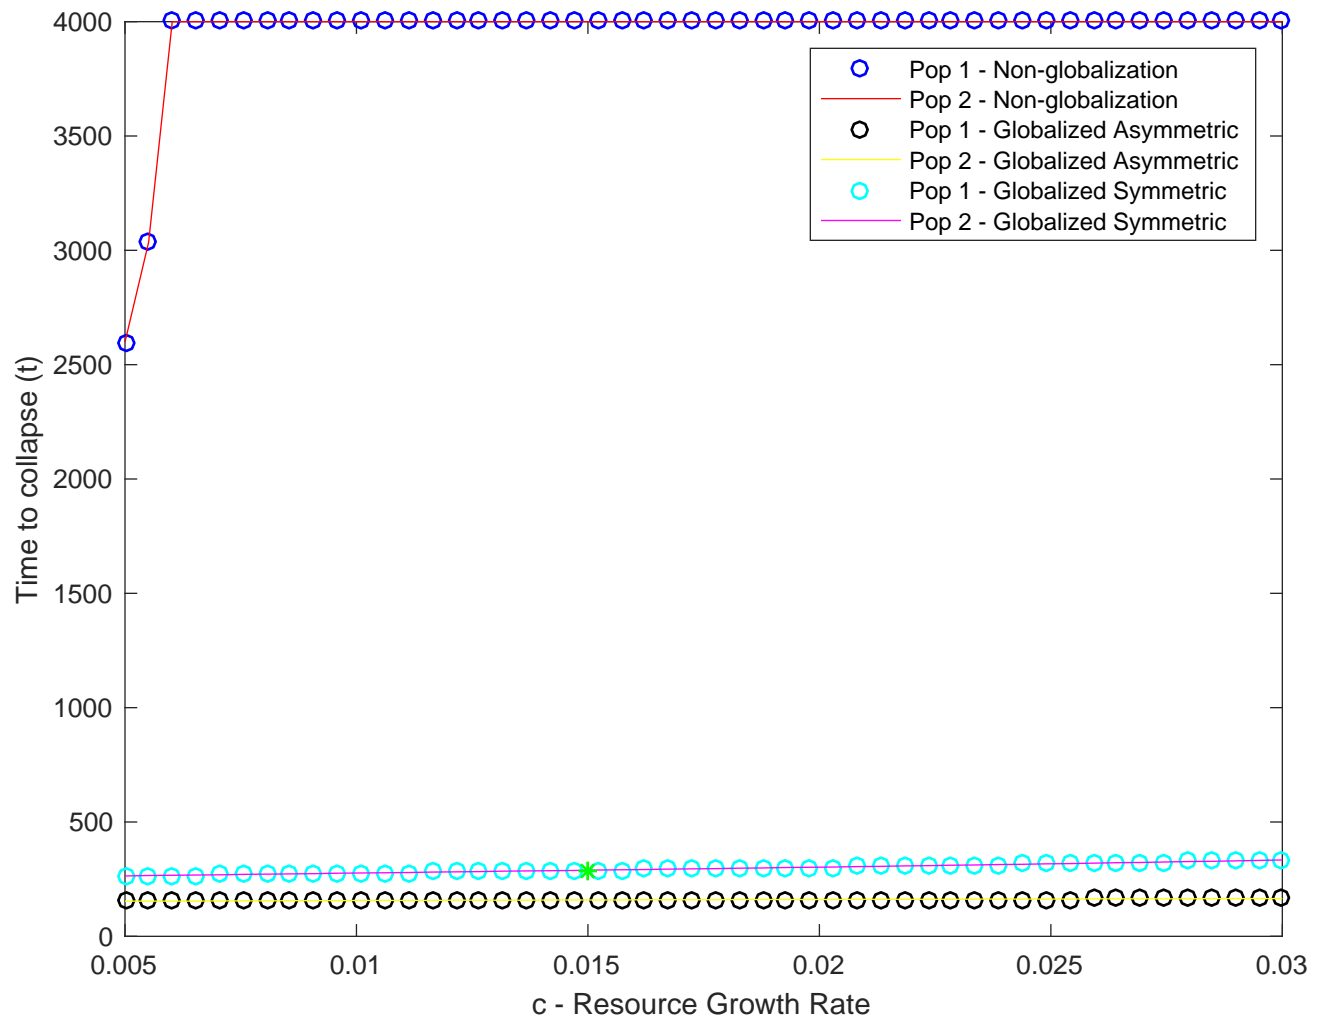 4000
3500
3000
2500
2000
1500
1000
500
0
Time to collapse (t)
Pop 1 - Non-globalization
Pop 2 - Non-globalization
Pop 1 - Globalized Asymmetric
Pop 2 - Globalized Asymmetric
Pop 1 - Globalized Symmetric
Pop 2 - Globalized Symmetric
0.005
0.01
0.015
0.02
0.025
0.03
c - Resource Growth Rate